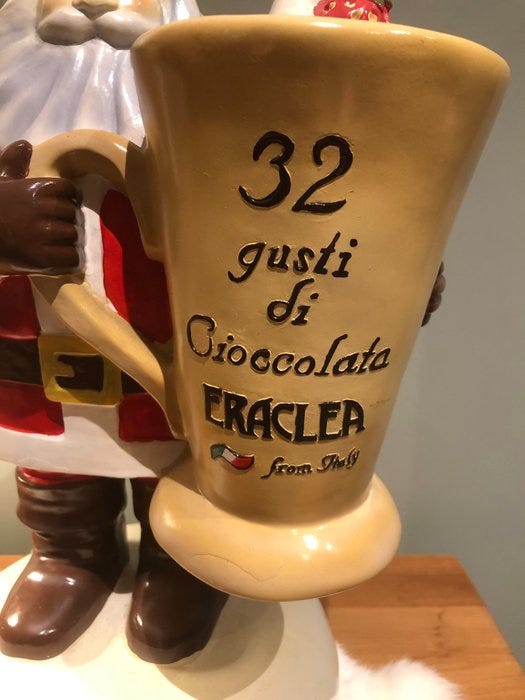 32
gusti
di
Cioccolata
ERACLEA
from Italy